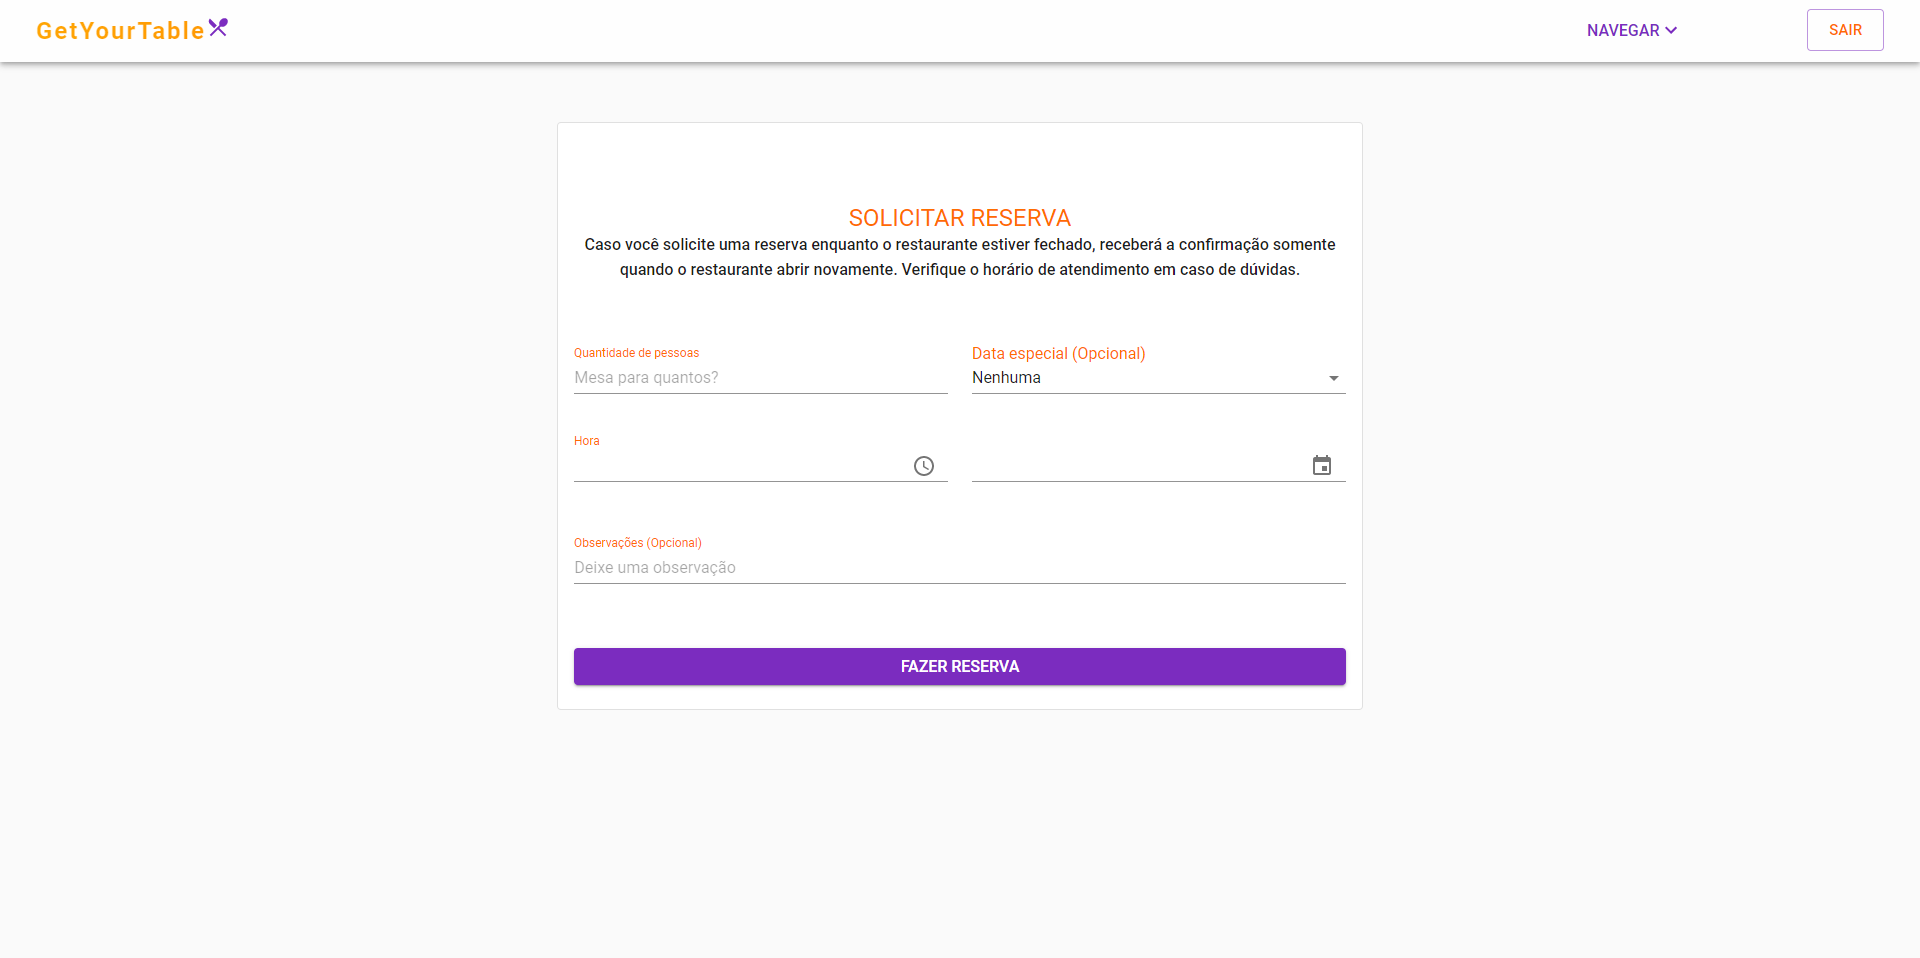 GetYourTable
NAVEGAR
SAIR
SOLICITAR RESERVA
Caso você solicite uma reserva enquanto o restaurante estiver fechado, receberá a confirmação somente
quando o restaurante abrir novamente. Verifique o horário de atendimento em caso de dúvidas.
Quantidade de pessoas
Mesa para quantos?
Data especial (Opcional)
Nenhuma
Hora
Observações (Opcional)
Deixe uma observação
FAZER RESERVA